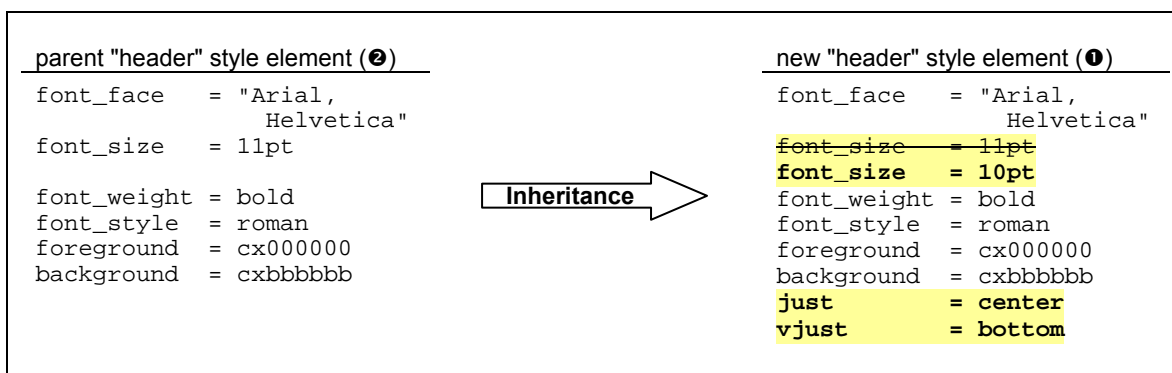 parent "header" style element (❷)
font_face = "Arial,
Helvetica"
font_size = 11pt
font_weight = bold
font_style = roman
foreground = cx000000
background = cxbbbbbb
Inheritance
new "header" style element (❶)
font_face = "Arial,
Helvetica"
font_size = 11pt
font_size = 10pt
font_weight = bold
font_style = roman
foreground = cx000000
background = cxbbbbbb
just = center
vjust = bottom